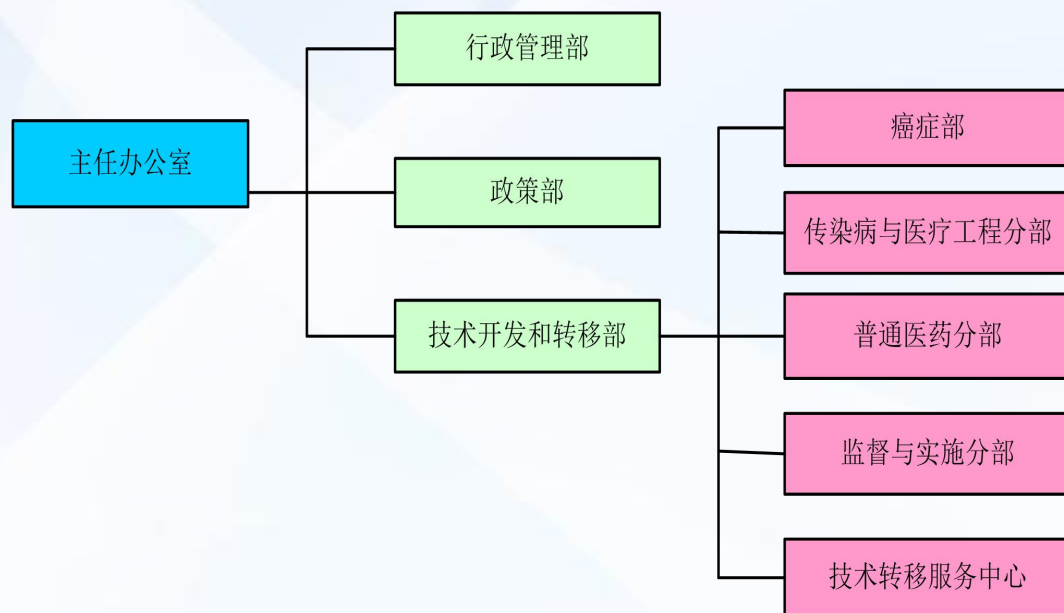 主任办公室
行政管理部
政策部
技术开发和转移部
癌症部
传染病与医疗工程分部
普通医药分部
监督与实施分部
技术转移服务中心